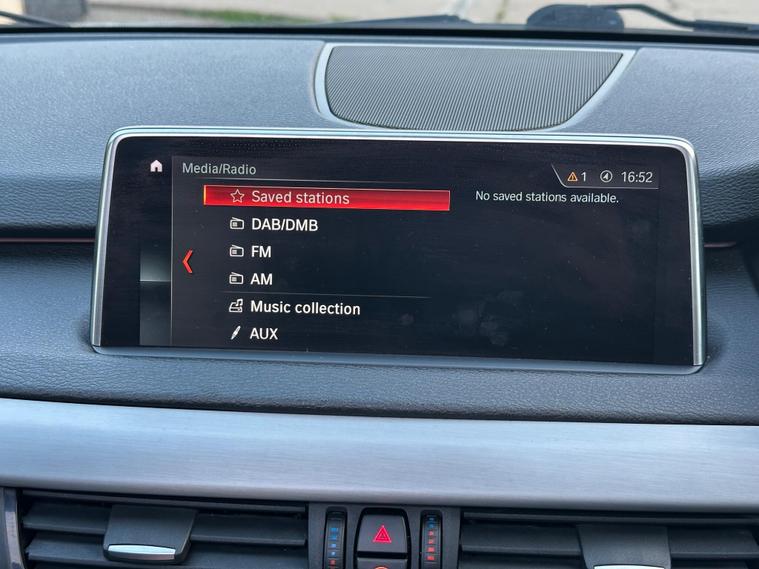 Media/Radio
1 16:52
Saved stations
No saved stations available.
DAB/DMB
FM
AM
Music collection
AUX